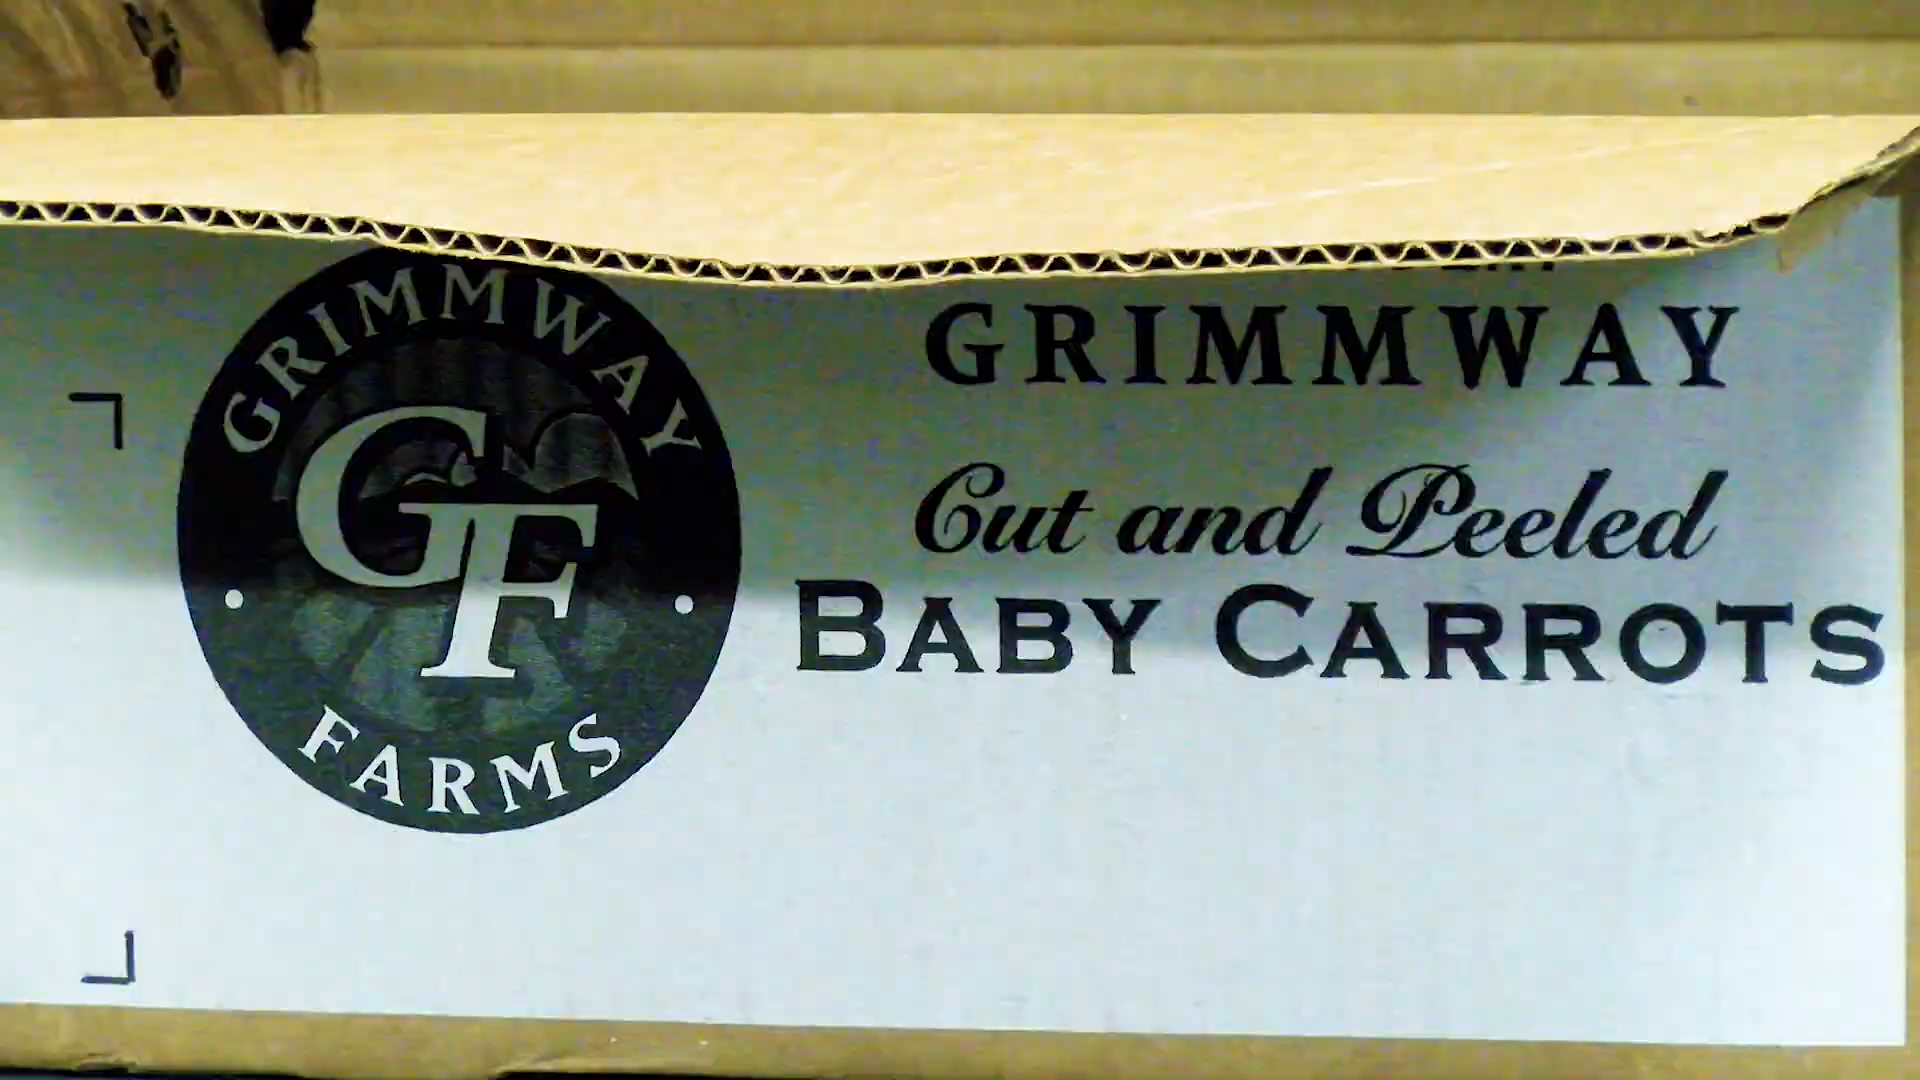 GRIMMWAY
GF
FARMS
GRIMMWAY
Cut and Peeled
BABY CARROTS